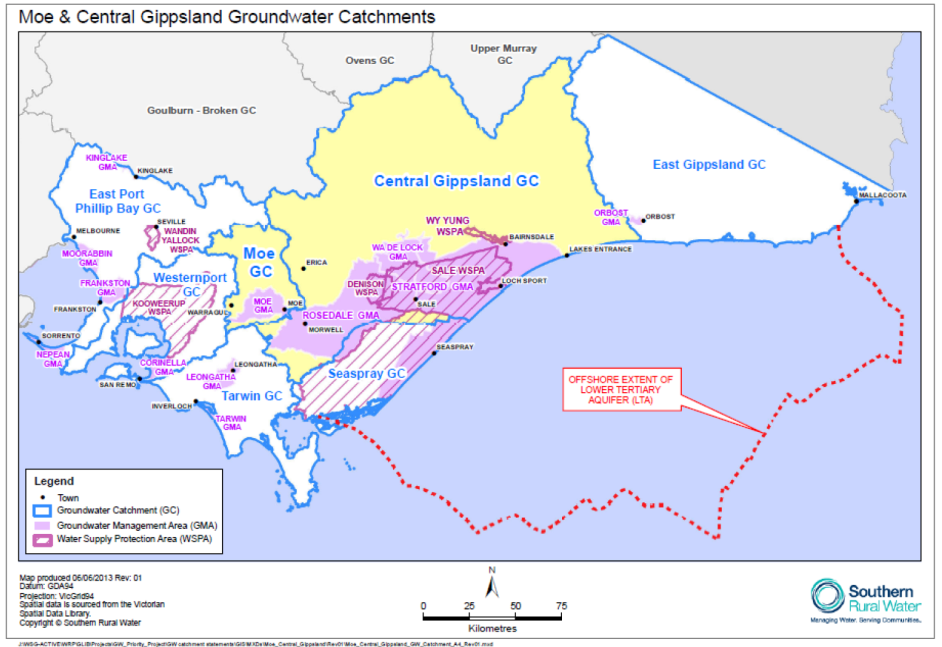 Moe & Central Gippsland Groundwater Catchments
Upper Murray
GC
Ovens GC
Goulburn - Broken GC
KINGLAKE
GMA
KINGLAKE
East Port
Phillip Bay GC
Central Gippsland GC
East Gippsland GC
MALLACOOTA
SEVILLE
WANDIN
YALLOCK
WSPA
MELBOURNE
MOORABBIN
GMA
ORBOST
GMA
ORBOST
WY YUNG
WSPA
BAIRNSDALE
LAKES ENTRANCE
WA DE LOCK
GMA
Moe
GC
ERICA
Westernport
GC
FRANKSTON
GMA
SALE WSPA
DENISON
WSPA
STRATFORD GMA
LOCH SPORT
SALE
KOOWEERUP
WSPA
WARRAGUL
MOE
GMA
MOE
ROSEDALE GMA
MORWELL
FRANKSTON
SORRENTO
NEPEAN
GMA
SEASPRAY
CORINELLA
GMA
LEONGATHA
LEONGATHA
GMA
Seaspray GC
SAN REMO
Tarwin GC
INVERLOCH
TARWIN
GMA
OFFSHORE EXTENT OF
LOWER TERTIARY
AQUIFER (LTA)
Legend
Town
Groundwater Catchment (GC)
Groundwater Management Area (GMA)
Water Supply Protection Area (WSPA)
Map produced 06/06/2013 Rev: 01
Datum: GDA94
Projection: VicGrid94
Spatial data is sourced from the Victorian
Spatial Data Library.
Copyright © Southern Rural Water
N
0 25 50 75
Kilometres
Southern
Rural Water
Managing Water. Serving Communities.